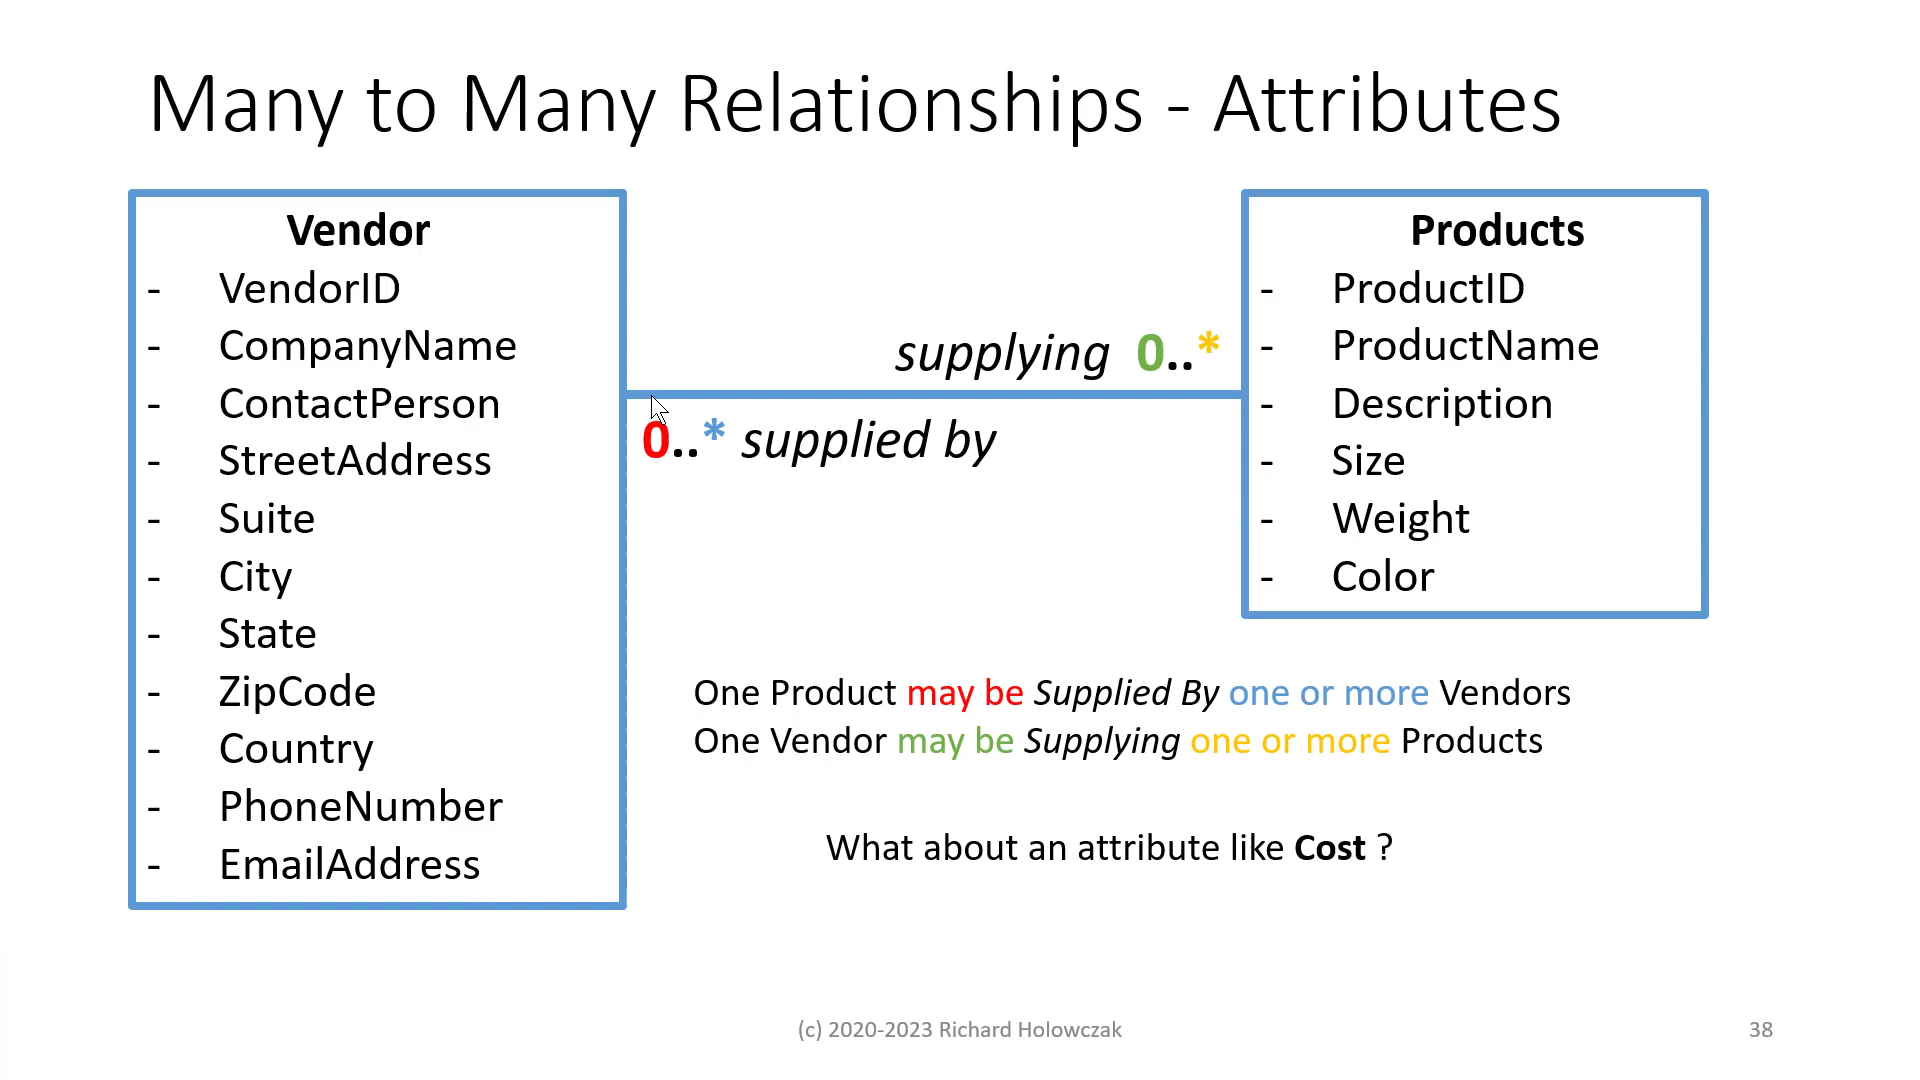 Many to Many Relationships - Attributes
Vendor
- VendorID
- CompanyName
- ContactPerson
- StreetAddress
- Suite
- City
- State
- ZipCode
- Country
- PhoneNumber
- EmailAddress
supplying 0..*
0..* supplied by
Products
- ProductID
- ProductName
- Description
- Size
- Weight
- Color
One Product may be Supplied By one or more Vendors
One Vendor may be Supplying one or more Products
What about an attribute like Cost ?
(c) 2020-2023 Richard Holowczak
38